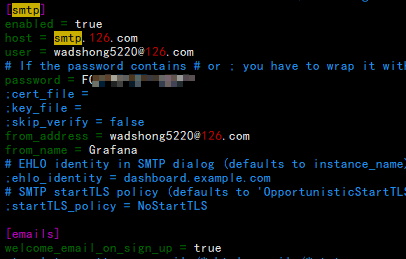 [smtp]
enabled = true
host = smtp.126.com
user = wadshong5220@126.com
# If the password contains # or ; you have to wrap it with
password = F
;cert_file =
;key_file =
;skip_verify = false
from_address = wadshong5220@126.com
from_name = Grafana
# EHLO identity in SMTP dialog (defaults to instance_name)
;ehlo_identity = dashboard.example.com
# SMTP startTLS policy (defaults to 'OpportunisticStartTLS
;startTLS_policy = NoStartTLS
[emails]
welcome_email_on_sign_up = true